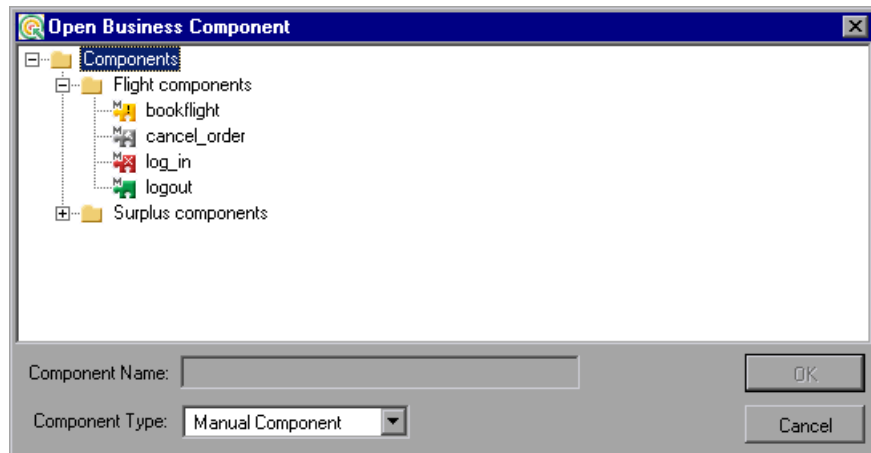 Open Business Component
Components
Flight components
M bookflight
M cancel_order
M log_in
M logout
Surplus components
Component Name:
OK
Component Type: Manual Component
Cancel